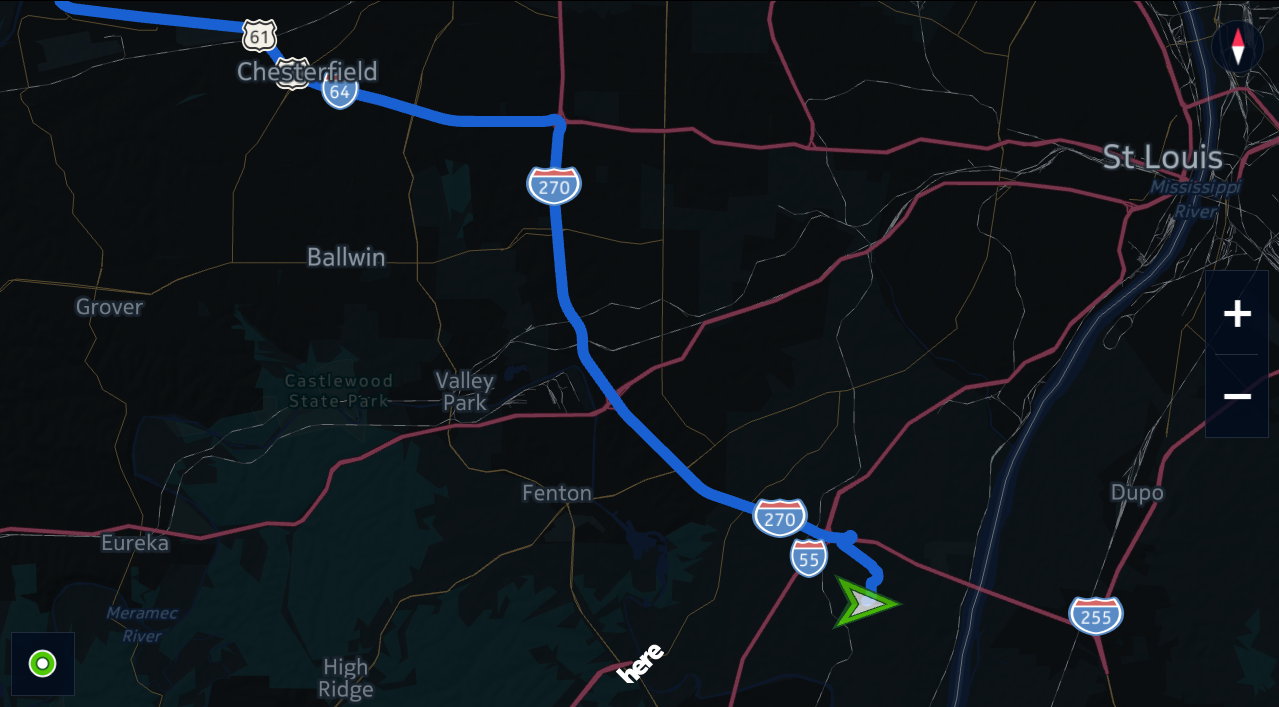 61
Chesterfield
64
St Louis
Mississippi
River
270
Ballwin
Grover
+
Castlewood
State Park
Valley
Park
−
Fenton
Dupo
270
Eureka
55
Meramec
River
255
here
High
Ridge